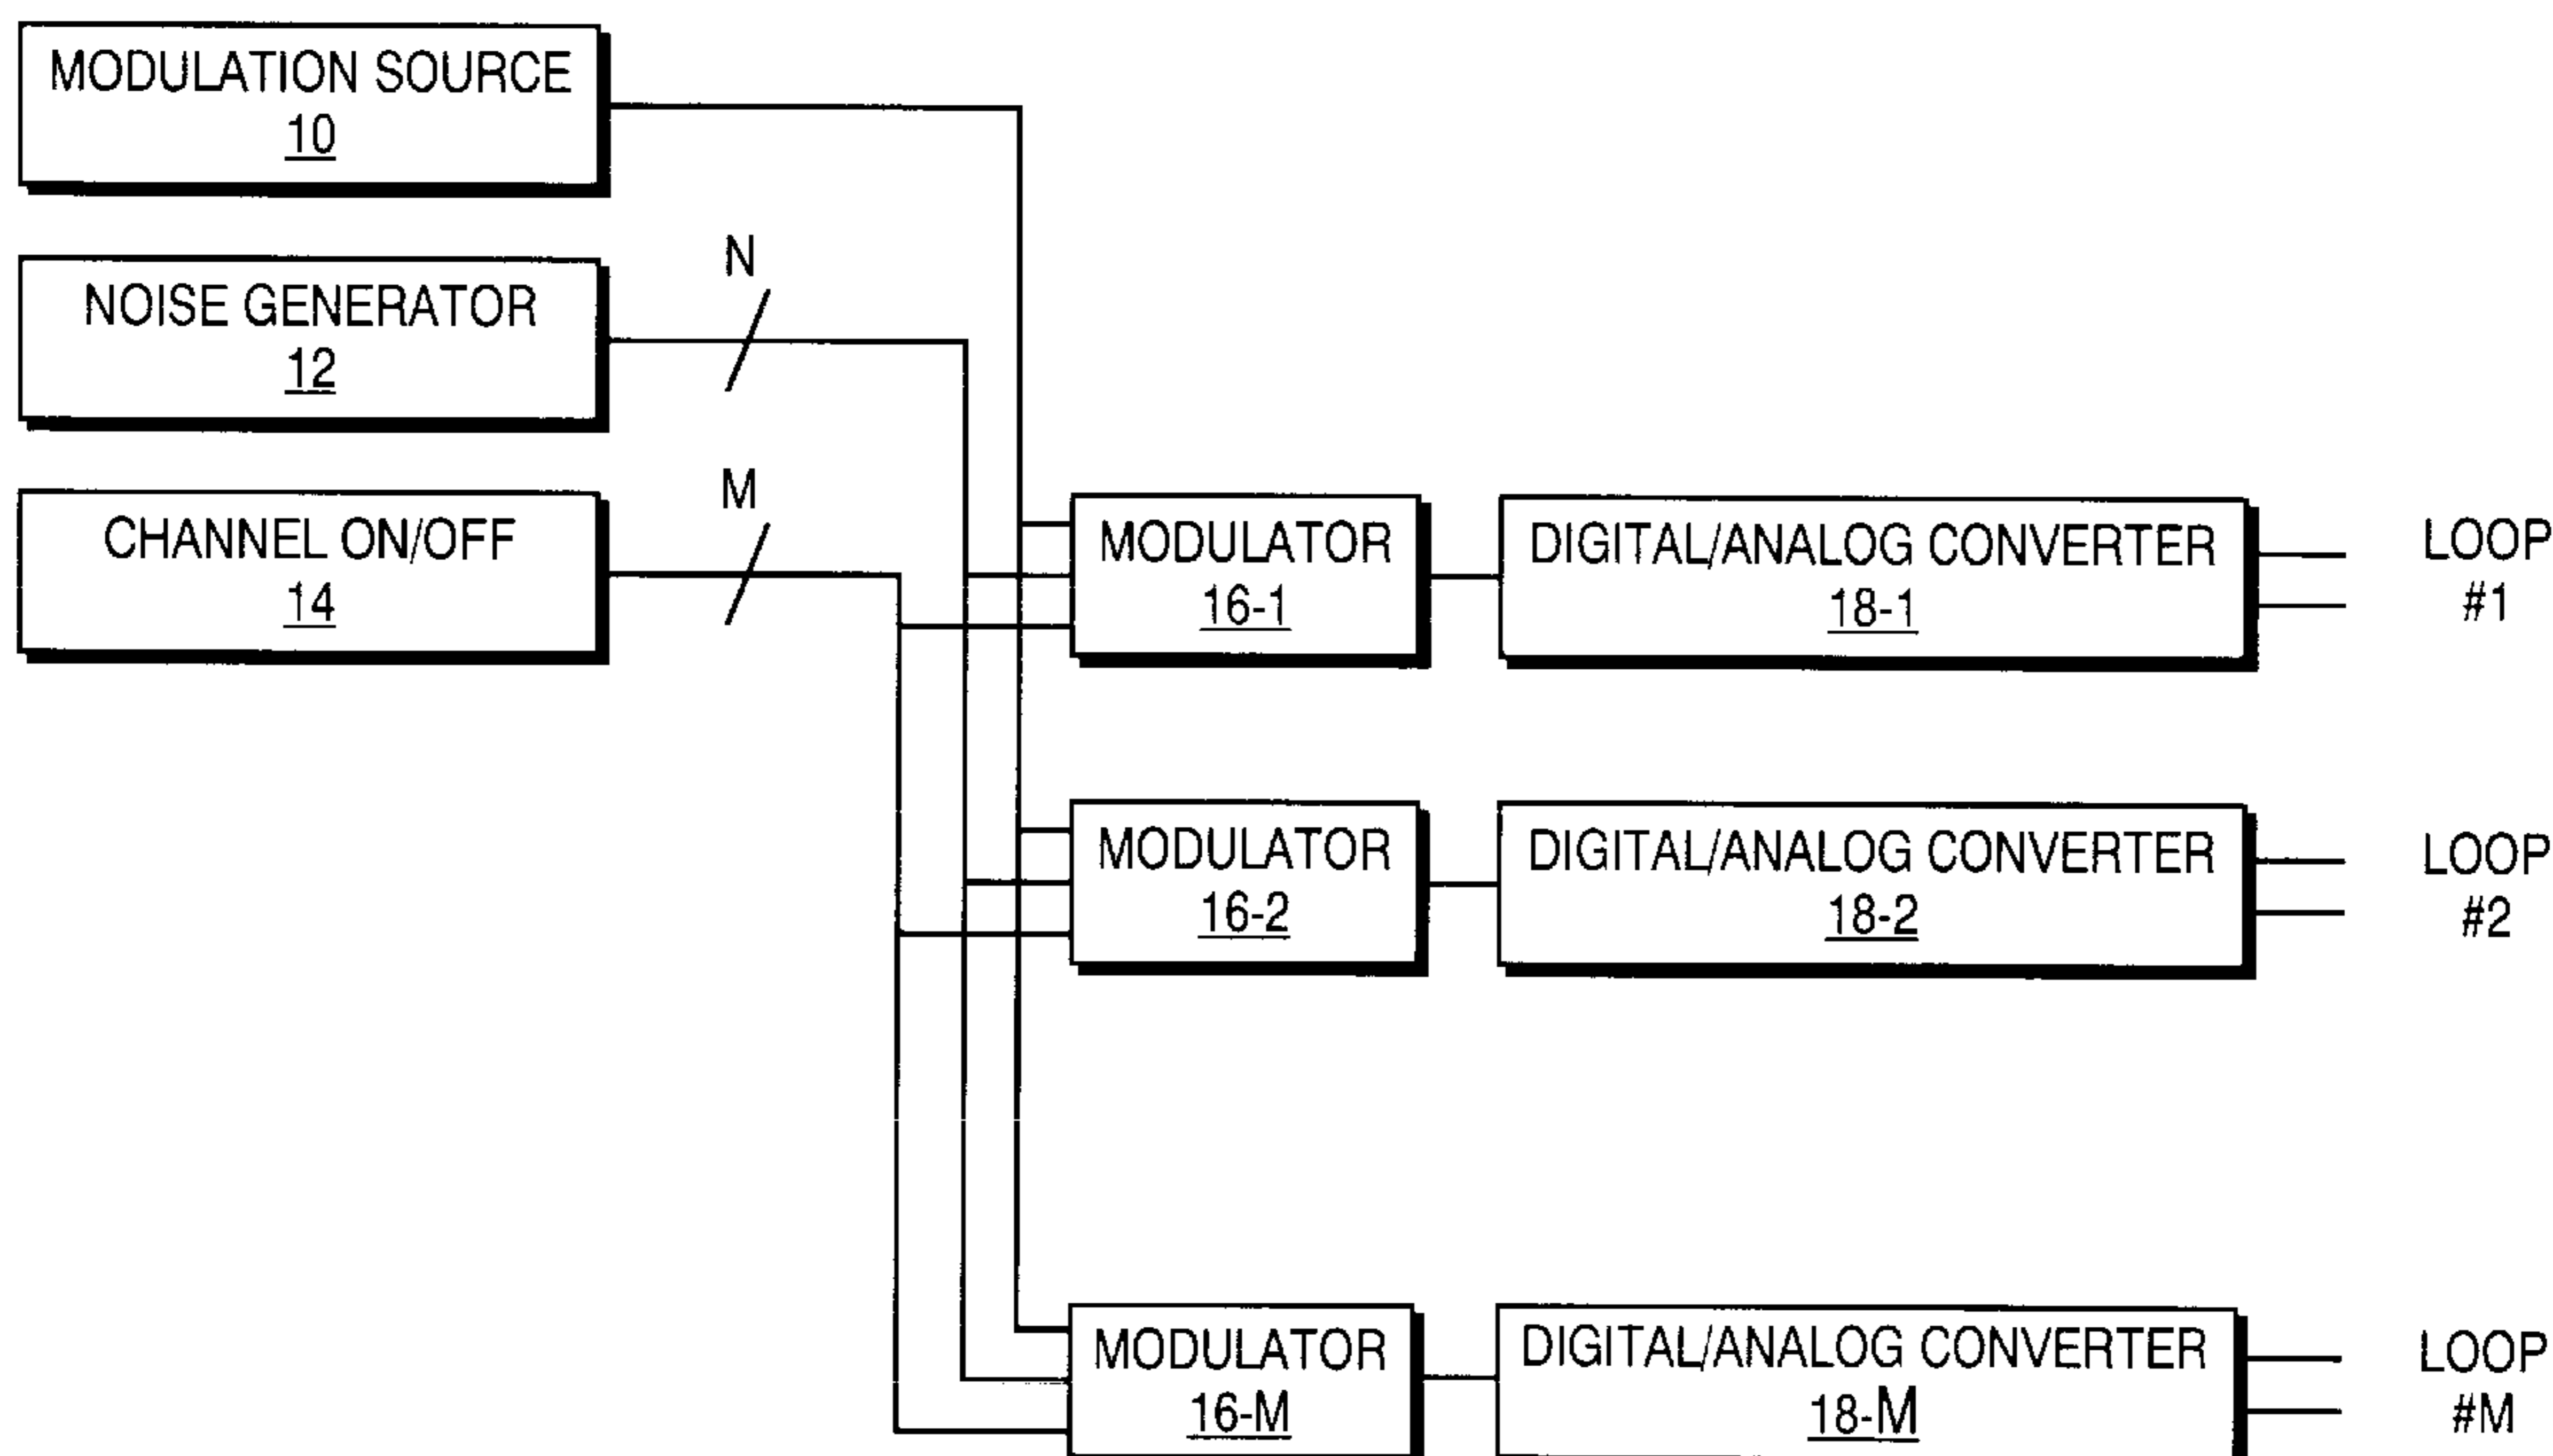 MODULATION SOURCE
10
N
NOISE GENERATOR
12
M
CHANNEL ON/OFF
14
MODULATOR
16-1
DIGITAL/ANALOG CONVERTER
18-1
LOOP
#1
MODULATOR
16-2
DIGITAL/ANALOG CONVERTER
18-2
LOOP
#2
MODULATOR
16-M
DIGITAL/ANALOG CONVERTER
18-M
LOOP
#M